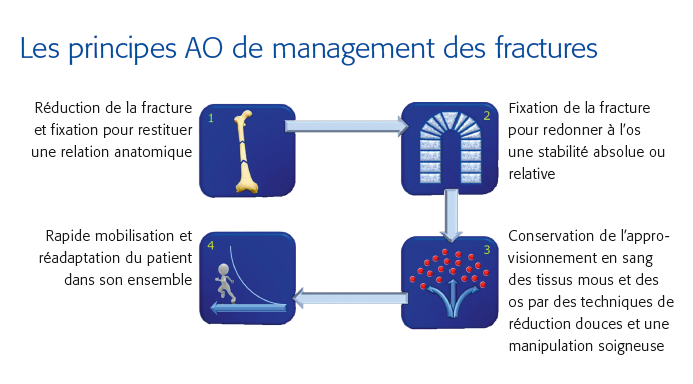 Les principes AO de management des fractures
Réduction de la fracture
et fixation pour restituer
une relation anatomique
1
2
Fixation de la fracture
pour redonner à l'os
une stabilité absolue ou
relative
Rapide mobilisation et
réadaptation du patient
dans son ensemble
4
3
Conservation de l'appro-
visionnement en sang
des tissus mous et des
os par des techniques de
réduction douces et une
manipulation soigneuse